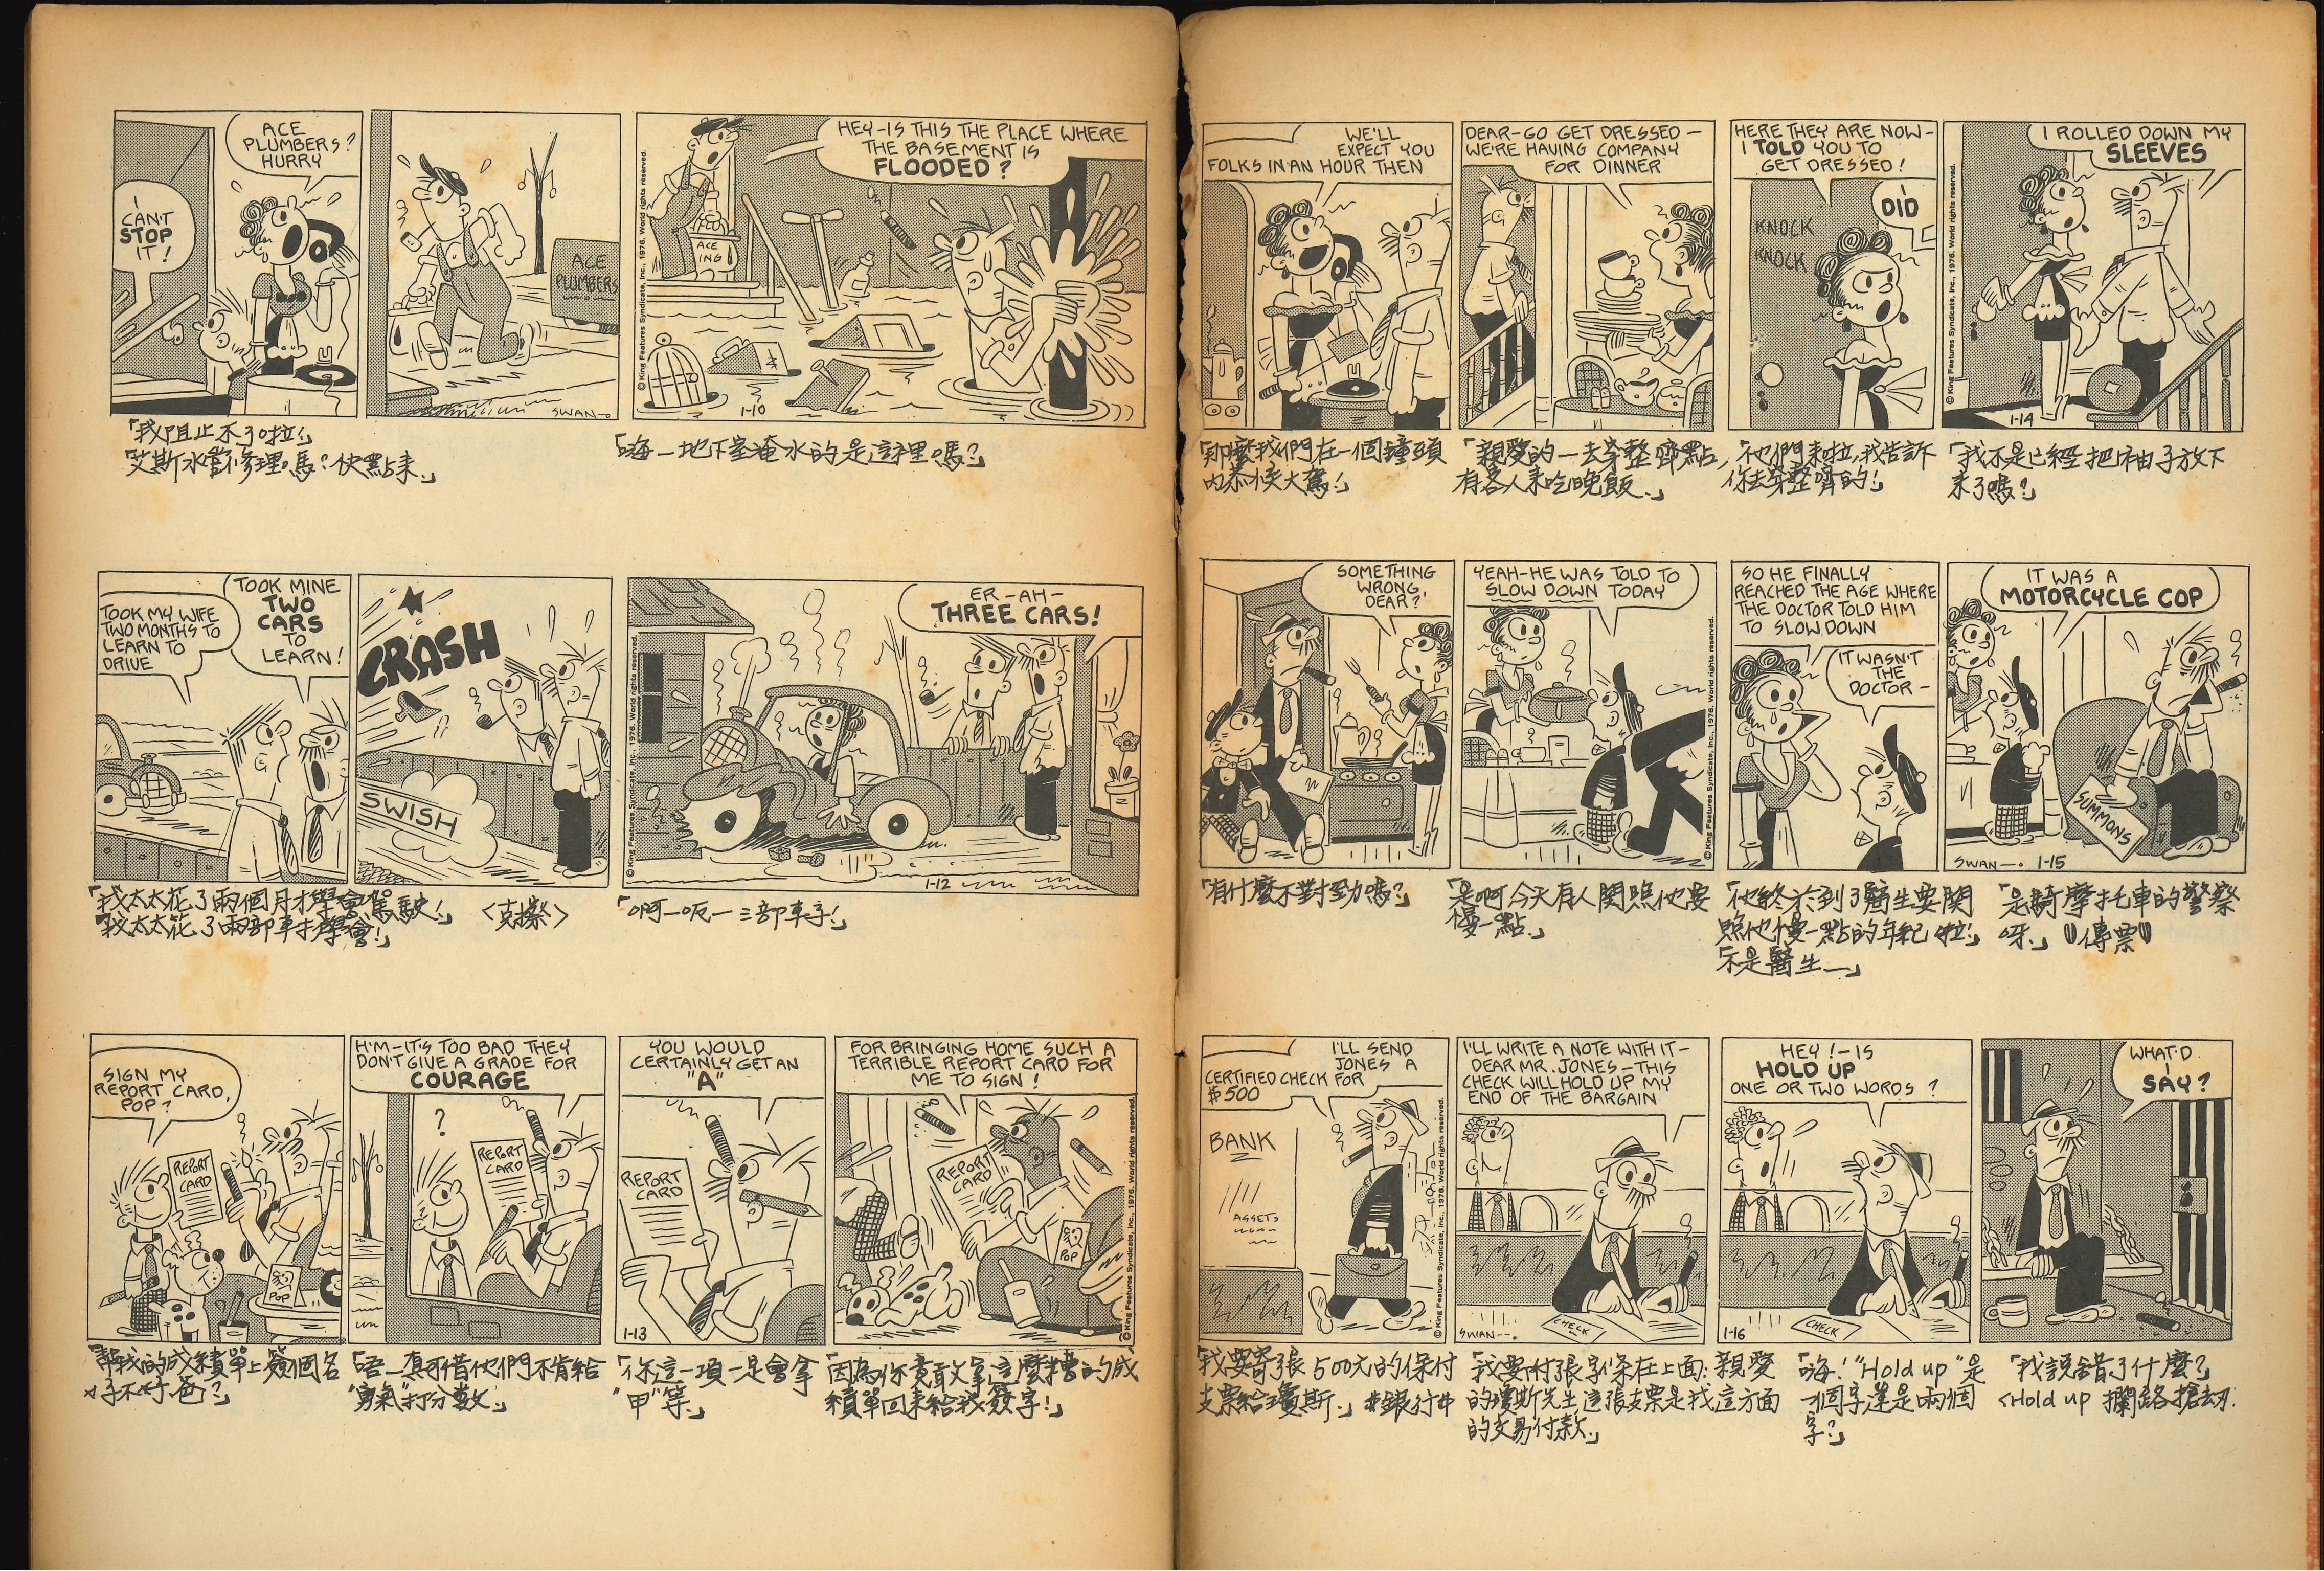 I
CAN'T
STOP
IT!
ACE
PLUMBERS?
HURRY
ACE
PLUMBERS
SWAN
HEY-IS THIS THE PLACE WHERE
THE BASEMENT IS
FLOODED?
ACE
ING
1-10
© King Features Syndicate, Inc., 1976. World rights reserved.
「我阻止不了啦!」
「艾斯水管修理嗎?快點來。」
「嗨—地下室淹水的是這裡嗎?」
TOOK MY WIFE
TWO MONTHS TO
LEARN TO
DRIVE
TOOK MINE
TWO
CARS
TO
LEARN!
CRASH
SWISH
ER-AH-
THREE CARS!
© King Features Syndicate, Inc., 1976. World rights reserved.
1-12
「我太太花了兩個月才學會駕駛!」
「我太太花了兩部車才學會!」
〈克擦〉
「啊—呃—三部車子!」
SIGN MY
REPORT CARD,
POP?
REPORT
CARD
POP
H'M-IT'S TOO BAD THEY
DON'T GIVE A GRADE FOR
COURAGE
?
REPORT
CARD
YOU WOULD
CERTAINLY GET AN
"A"
REPORT
CARD
1-13
FOR BRINGING HOME SUCH A
TERRIBLE REPORT CARD FOR
ME TO SIGN!
REPORT
CARD
POP
© King Features Syndicate, Inc., 1976. World rights reserved.
「幫我的成績單上簽個名
好不好,爸?」
「唔—真可惜他們不肯給
"勇氣"打分數。」
「你這一項一定會拿
"甲"等。」
「因為你竟敢拿這麼糟的成
績單回來給我簽字!」
WE'LL
EXPECT YOU
FOLKS IN AN HOUR THEN
DEAR-GO GET DRESSED-
WE'RE HAVING COMPANY
FOR DINNER
HERE THEY ARE NOW-
I TOLD YOU TO
GET DRESSED!
I
DID
KNOCK
KNOCK
I ROLLED DOWN MY
SLEEVES
© King Features Syndicate, Inc., 1976. World rights reserved.
1-14
「那麼我們在一個鐘頭
內恭候大駕!」
「親愛的—去穿整齊點,
有客人來吃晚飯。」
「他們來啦,我告訴
你去穿整齊的!」
「我不是已經把袖子放下
來了嗎?」
SOMETHING
WRONG,
DEAR?
YEAH-HE WAS TOLD TO
SLOW DOWN TODAY
© King Features Syndicate, Inc., 1976. World rights reserved.
SO HE FINALLY
REACHED THE AGE WHERE
THE DOCTOR TOLD HIM
TO SLOW DOWN
IT WASN'T
THE
DOCTOR-
IT WAS A
MOTORCYCLE COP
SUMMONS
SWAN 1-15
「有什麼不對勁嗎?」
「是啊今天有人関照他要
慢一點。」
「他終於到了醫生要関
照他慢一點的年紀啦!」
「不是醫生—」
「是騎摩托車的警察
呀。」 〞傳票〞
I'LL SEND
JONES A
CERTIFIED CHECK FOR
$500
BANK
ASSETS
© King Features Syndicate, Inc., 1976. World rights reserved.
I'LL WRITE A NOTE WITH IT-
DEAR MR. JONES-THIS
CHECK WILL HOLD UP MY
END OF THE BARGAIN
CHECK
SWAN
HEY!-IS
HOLD UP
ONE OR TWO WORDS?
CHECK
1-16
WHAT'D
I
SAY?
「我要寄張500元的保付
支票給瓊斯。」 #銀行#
「我要附張字條在上面:親愛
的瓊斯先生,這張支票是我這方面
的交易付款。」
「嗨!"Hold up"是
一個字還是兩個
字?」
「我説錯了什麼?」
<Hold up 攔路搶劫.